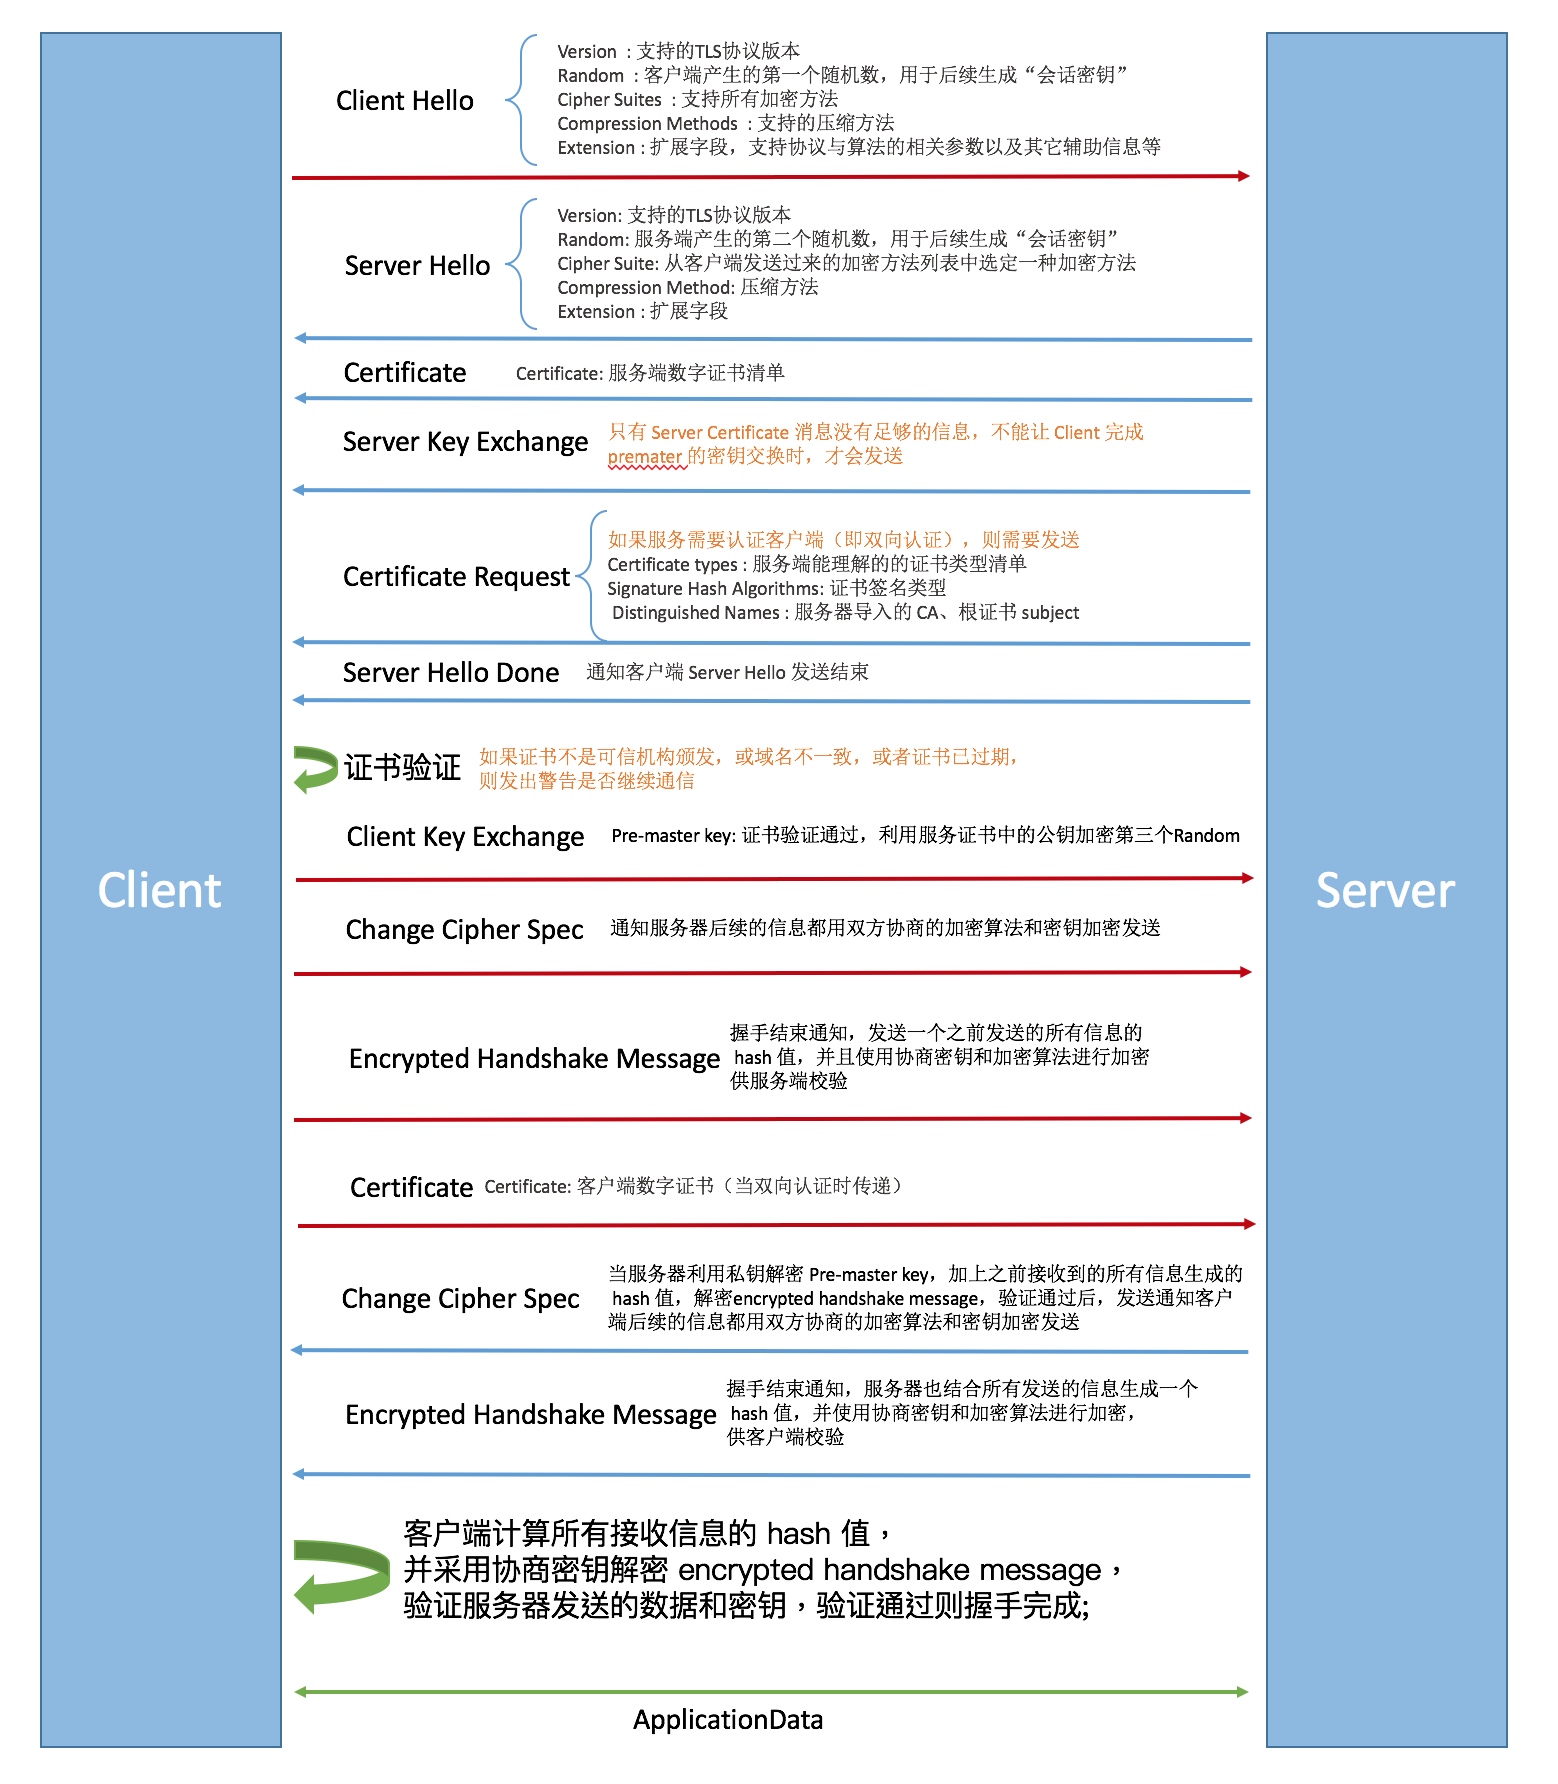 Client Hello
Version : 支持的TLS协议版本
Random : 客户端产生的第一个随机数，用于后续生成“会话密钥”
Cipher Suites : 支持所有加密方法
Compression Methods : 支持的压缩方法
Extension : 扩展字段，支持协议与算法的相关参数以及其它辅助信息等
Server Hello
Version: 支持的TLS协议版本
Random: 服务端产生的第二个随机数，用于后续生成“会话密钥”
Cipher Suite: 从客户端发送过来的加密方法列表中选定一种加密方法
Compression Method: 压缩方法
Extension : 扩展字段
Certificate
Certificate: 服务端数字证书清单
Server Key Exchange
只有 Server Certificate 消息没有足够的信息，不能让 Client 完成
premater 的密钥交换时，才会发送
Certificate Request
如果服务需要认证客户端（即双向认证），则需要发送
Certificate types : 服务端能理解的的证书类型清单
Signature Hash Algorithms: 证书签名类型
Distinguished Names : 服务器导入的 CA、根证书 subject
Server Hello Done
通知客户端 Server Hello 发送结束
证书验证
如果证书不是可信机构颁发，或域名不一致，或者证书已过期，
则发出警告是否继续通信
Client Key Exchange
Pre-master key: 证书验证通过，利用服务证书中的公钥加密第三个Random
Client
Server
Change Cipher Spec
通知服务器后续的信息都用双方协商的加密算法和密钥加密发送
Encrypted Handshake Message
握手结束通知，发送一个之前发送的所有信息的
hash 值，并且使用协商密钥和加密算法进行加密
供服务端校验
Certificate
Certificate: 客户端数字证书（当双向认证时传递）
Change Cipher Spec
当服务器利用私钥解密 Pre-master key，加上之前接收到的所有信息生成的
hash 值，解密encrypted handshake message，验证通过后，发送通知客户
端后续的信息都用双方协商的加密算法和密钥加密发送
Encrypted Handshake Message
握手结束通知，服务器也结合所有发送的信息生成一个
hash 值，并使用协商密钥和加密算法进行加密，
供客户端校验
客户端计算所有接收信息的 hash 值，
并采用协商密钥解密 encrypted handshake message，
验证服务器发送的数据和密钥，验证通过则握手完成;
ApplicationData